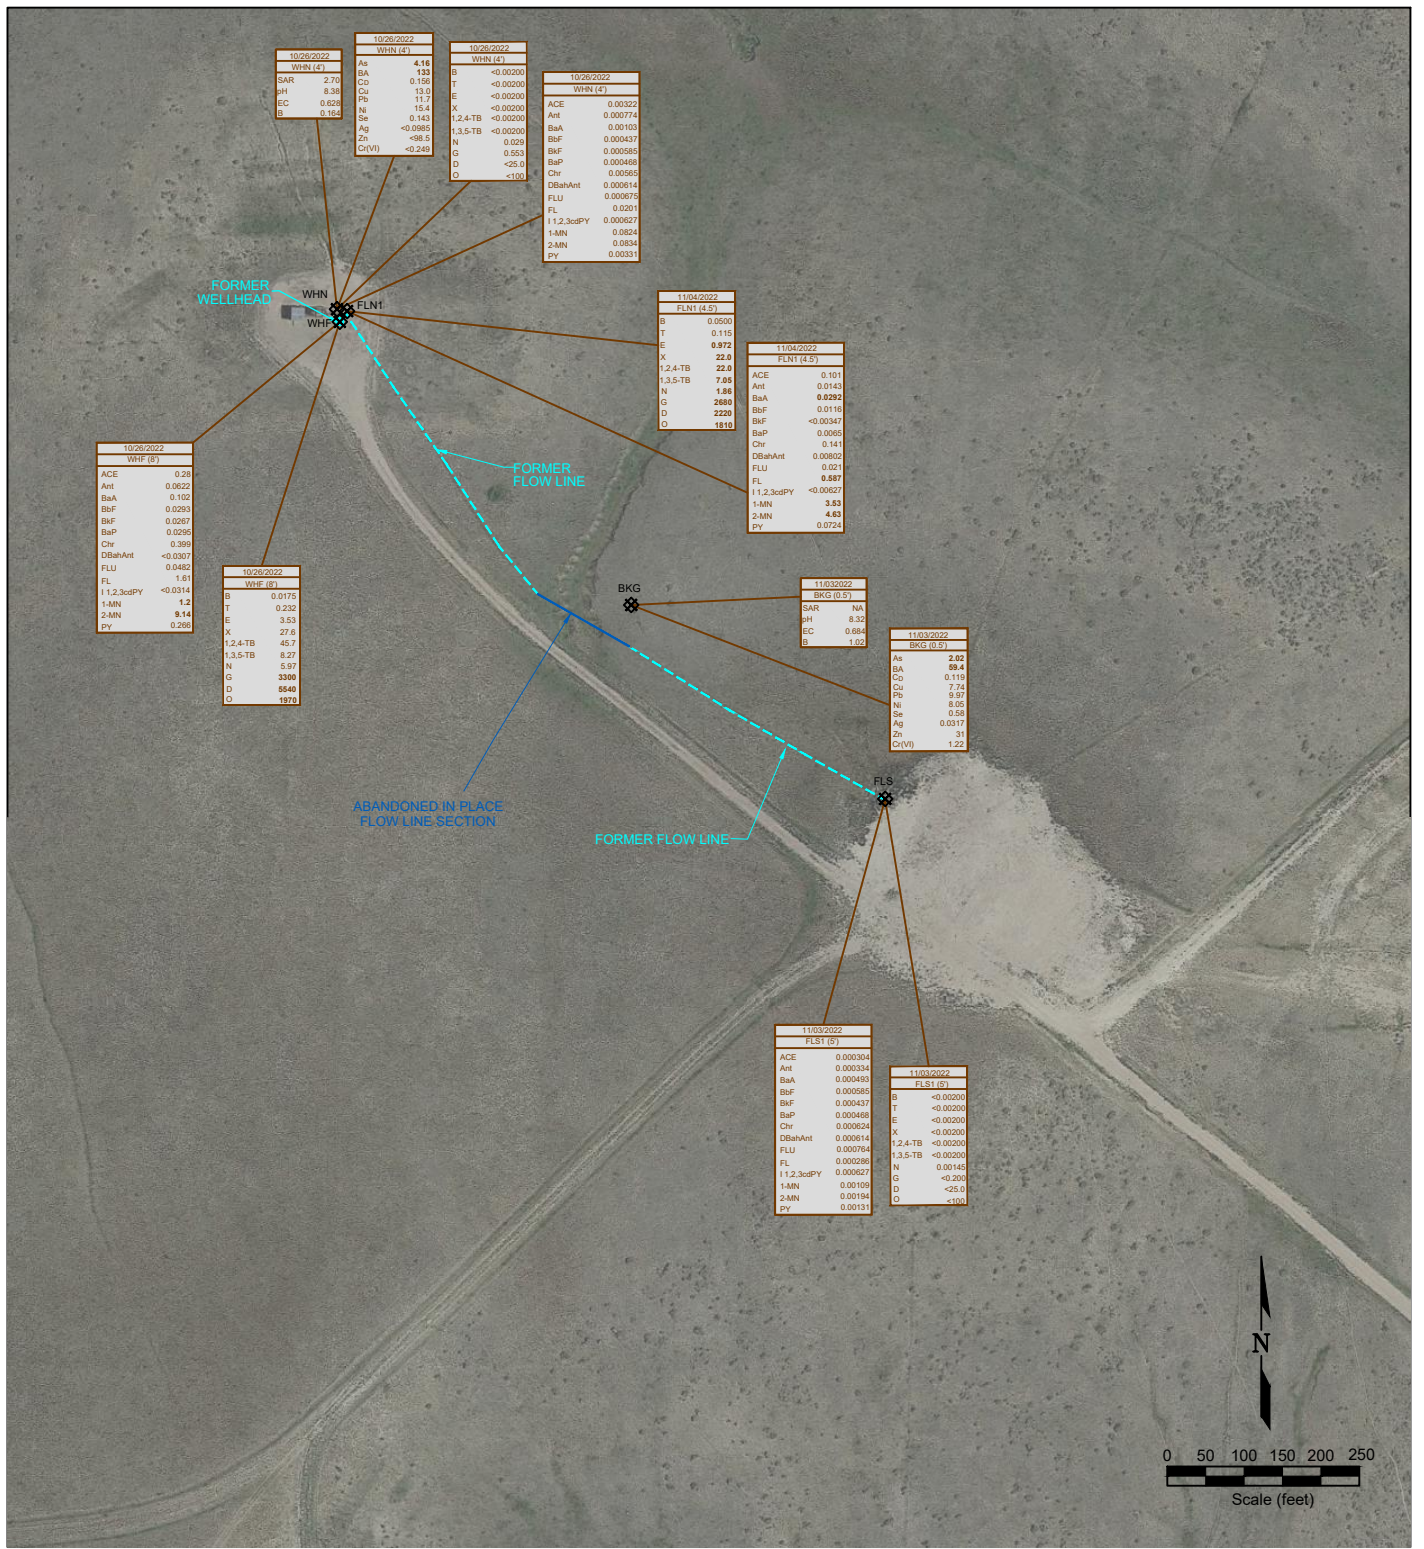 10/26/2022
WHN (4')
SAR 2.70
pH 8.38
EC 0.628
B 0.164
10/26/2022
WHN (4')
As 4.16
BA 133
CD 0.156
Cu 13.0
Pb 11.7
Ni 15.4
Se 0.143
Ag <0.0985
Zn <98.5
Cr(VI) <0.249
10/26/2022
WHN (4')
B <0.00200
T <0.00200
E <0.00200
X <0.00200
1,2,4-TB <0.00200
1,3,5-TB <0.00200
N 0.029
G 0.553
D <25.0
O <100
10/26/2022
WHN (4')
ACE 0.00322
Ant 0.000774
BaA 0.00103
BbF 0.000437
BkF 0.000585
BaP 0.000468
Chr 0.00565
DBahAnt 0.000614
FLU 0.000675
FL 0.0201
I 1,2,3cdPY 0.000627
1-MN 0.0824
2-MN 0.0834
PY 0.00331
FORMER
WELLHEAD
WHN
FLN1
WHF
11/04/2022
FLN1 (4.5')
B 0.0500
T 0.115
E 0.972
X 22.0
1,2,4-TB 22.0
1,3,5-TB 7.05
N 1.86
G 2680
D 2220
O 1810
11/04/2022
FLN1 (4.5')
ACE 0.101
Ant 0.0143
BaA 0.0292
BbF 0.0116
BkF <0.00347
BaP 0.0065
Chr 0.141
DBahAnt 0.00802
FLU 0.021
FL 0.587
I 1,2,3cdPY <0.00627
1-MN 3.53
2-MN 4.63
PY 0.0724
10/26/2022
WHF (8')
ACE 0.28
Ant 0.0622
BaA 0.102
BbF 0.0293
BkF 0.0267
BaP 0.0295
Chr 0.399
DBahAnt <0.0307
FLU 0.0482
FL 1.61
I 1,2,3cdPY <0.0314
1-MN 1.2
2-MN 9.14
PY 0.266
FORMER
FLOW LINE
10/26/2022
WHF (8')
B 0.0175
T 0.232
E 3.53
X 27.6
1,2,4-TB 45.7
1,3,5-TB 8.27
N 5.97
G 3300
D 5540
O 1970
BKG
11/032022
BKG (0.5')
SAR NA
pH 8.32
EC 0.684
B 1.02
11/03/2022
BKG (0.5')
As 2.02
BA 59.4
CD 0.119
Cu 7.74
Pb 9.97
Ni 8.05
Se 0.58
Ag 0.0317
Zn 31
Cr(VI) 1.22
FLS
ABANDONED IN PLACE
FLOW LINE SECTION
FORMER FLOW LINE
11/03/2022
FLS1 (5')
ACE 0.000304
Ant 0.000334
BaA 0.000493
BbF 0.000585
BkF 0.000437
BaP 0.000468
Chr 0.000624
DBahAnt 0.000614
FLU 0.000764
FL 0.000286
I 1,2,3cdPY 0.000627
1-MN 0.00109
2-MN 0.00194
PY 0.00131
11/03/2022
FLS1 (5')
B <0.00200
T <0.00200
E <0.00200
X <0.00200
1,2,4-TB <0.00200
1,3,5-TB <0.00200
N 0.00145
G <0.200
D <25.0
O <100
N
0 50 100 150 200 250
Scale (feet)